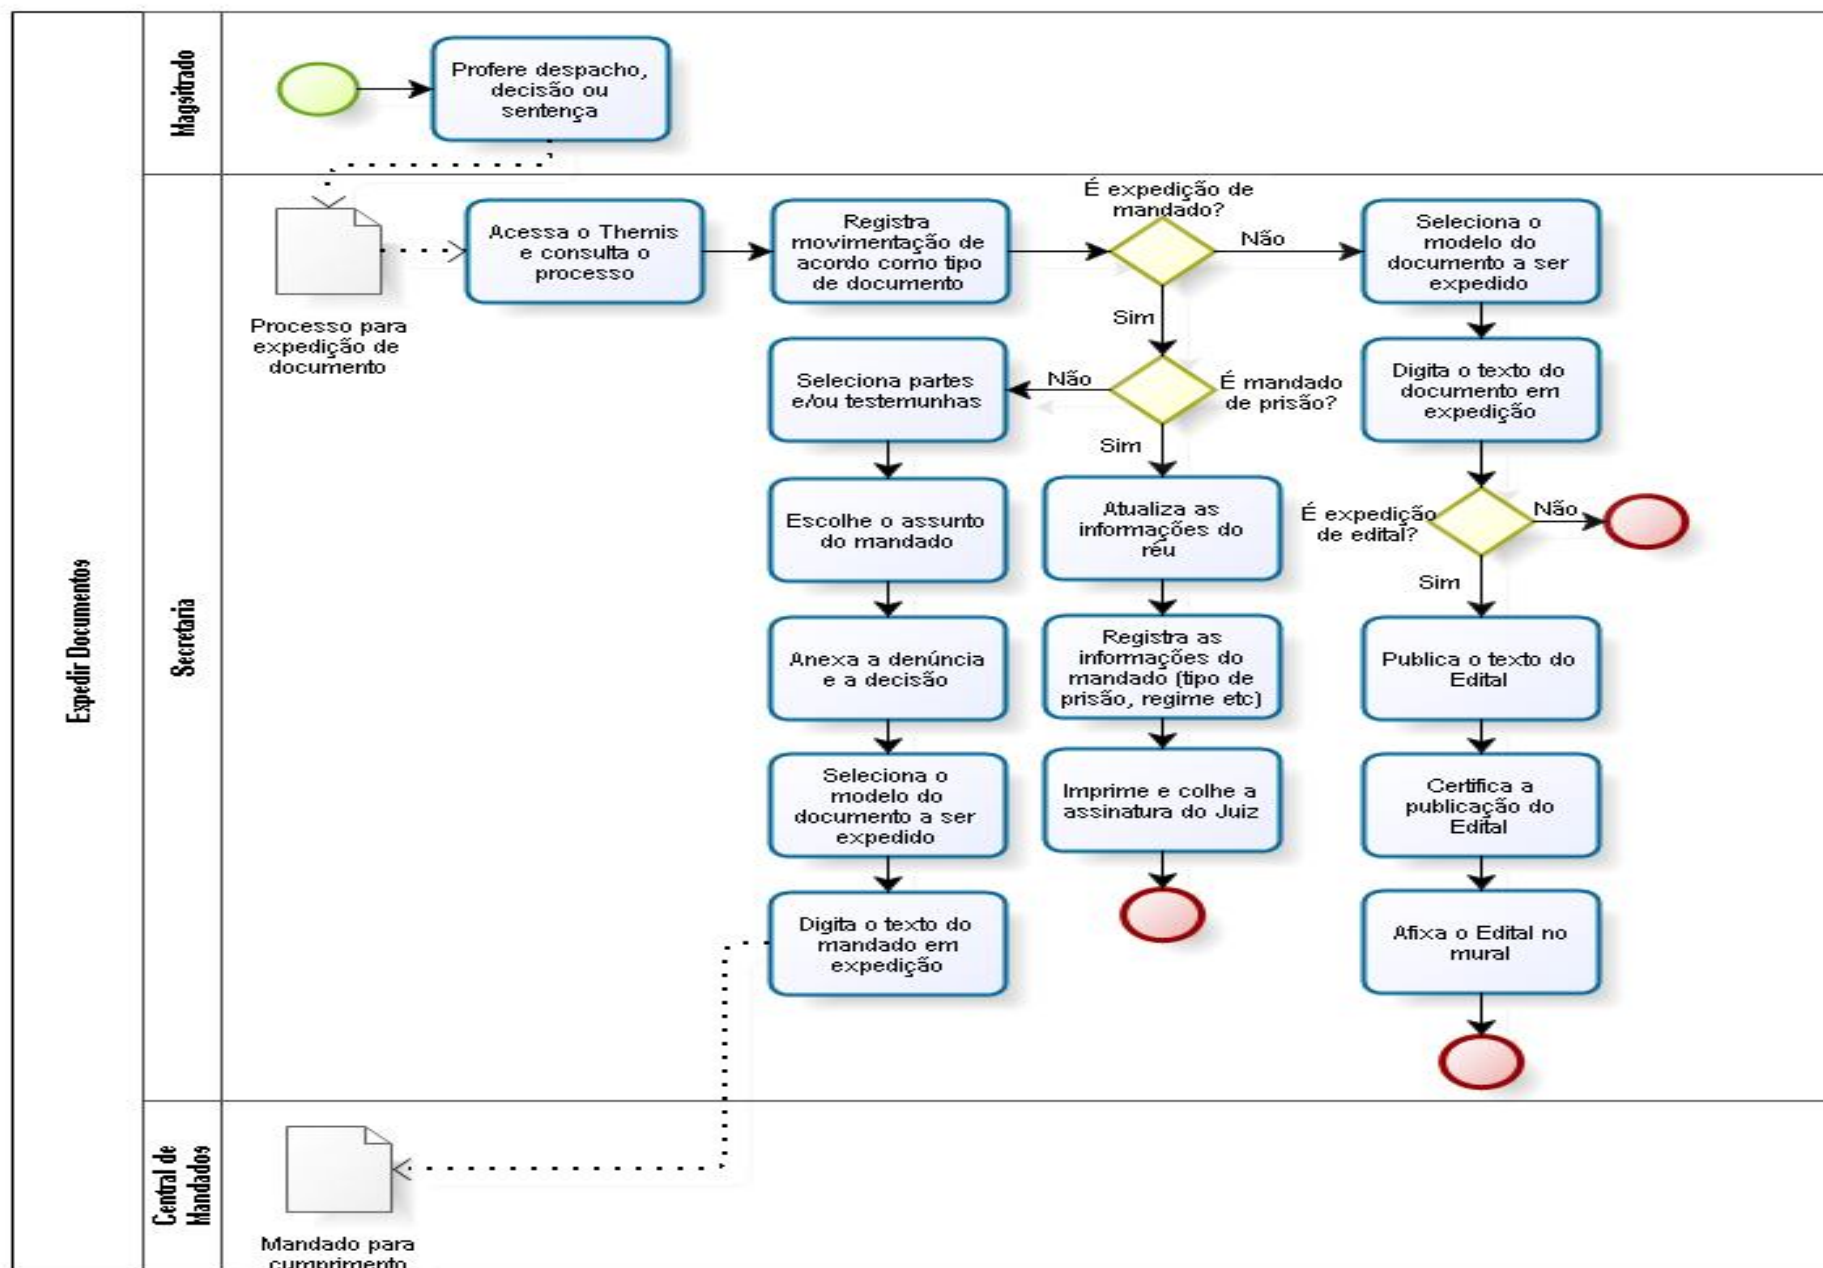 Expedir Documentos
Magistrado
Profere despacho,
decisão ou
sentença
Secretaria
Processo para
expedição de
documento
Acessa o Themis
e consulta o
processo
Registra
movimentação de
acordo como tipo
de documento
É expedição de
mandado?
Não
Sim
Seleciona o
modelo do
documento a ser
expedido
Digita o texto do
documento em
expedição
É expedição
de edital?
Não
Sim
Publica o texto do
Edital
Certifica a
publicação do
Edital
Afixa o Edital no
mural
É mandado
de prisão?
Não
Sim
Atualiza as
informações do
réu
Registra as
informações do
mandado (tipo de
prisão, regime etc)
Imprime e colhe a
assinatura do Juiz
Seleciona partes
e/ou testemunhas
Escolhe o assunto
do mandado
Anexa a denúncia
e a decisão
Seleciona o
modelo do
documento a ser
expedido
Digita o texto do
mandado em
expedição
Central de
Mandados
Mandado para
cumprimento